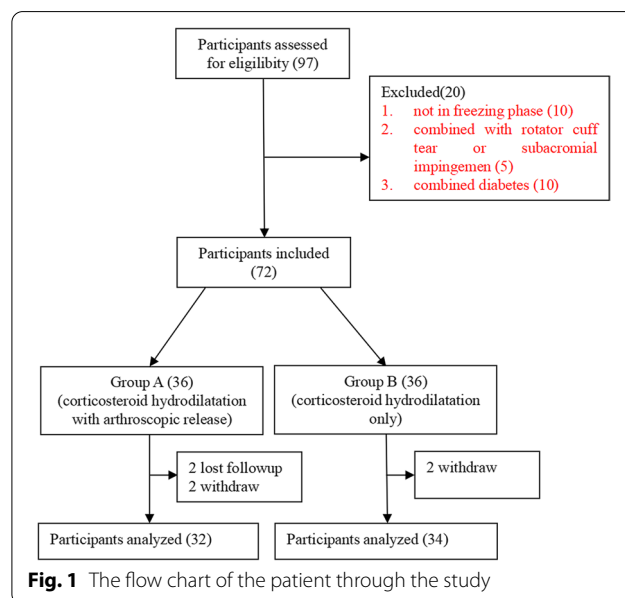 Participants assessed
for eligilibity (97)
Excluded(20)
1. not in freezing phase (10)
2. combined with rotator cuff
tear or subacromial
impingemen (5)
3. combined diabetes (10)
Participants included
(72)
Group A (36)
(corticosteroid hydrodilatation
with arthroscopic release)
Group B (36)
(corticosteroid hydrodilatation
only)
2 lost followup
2 withdraw
2 withdraw
Participants analyzed (32)
Participants analyzed (34)
Fig. 1 The flow chart of the patient through the study